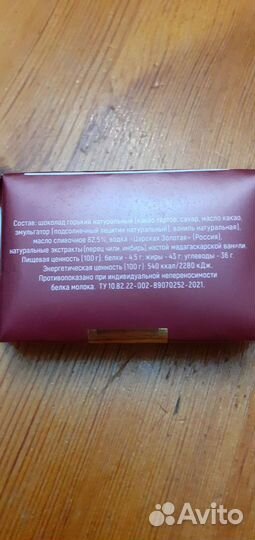 Состав: шоколад горький натуральный (какао тертое, сахар, масло какао,
эмульгатор (подсолнечный лецитин натуральный), ваниль натуральная),
масло сливочное 82,5%, водка «Царская Золотая» (Россия),
натуральные экстракты (перец чили, имбирь), настой мадагаскарской ванили.
Пищевая ценность (100 г): белки - 4.5 г; жиры - 43 г; углеводы - 36 г.
Энергетическая ценность (100 г): 540 ккал/2280 кДж.
Противопоказано при индивидуальной непереносимости
белка молока. ТУ 10.82.22-002-89070252-2021.
Avito